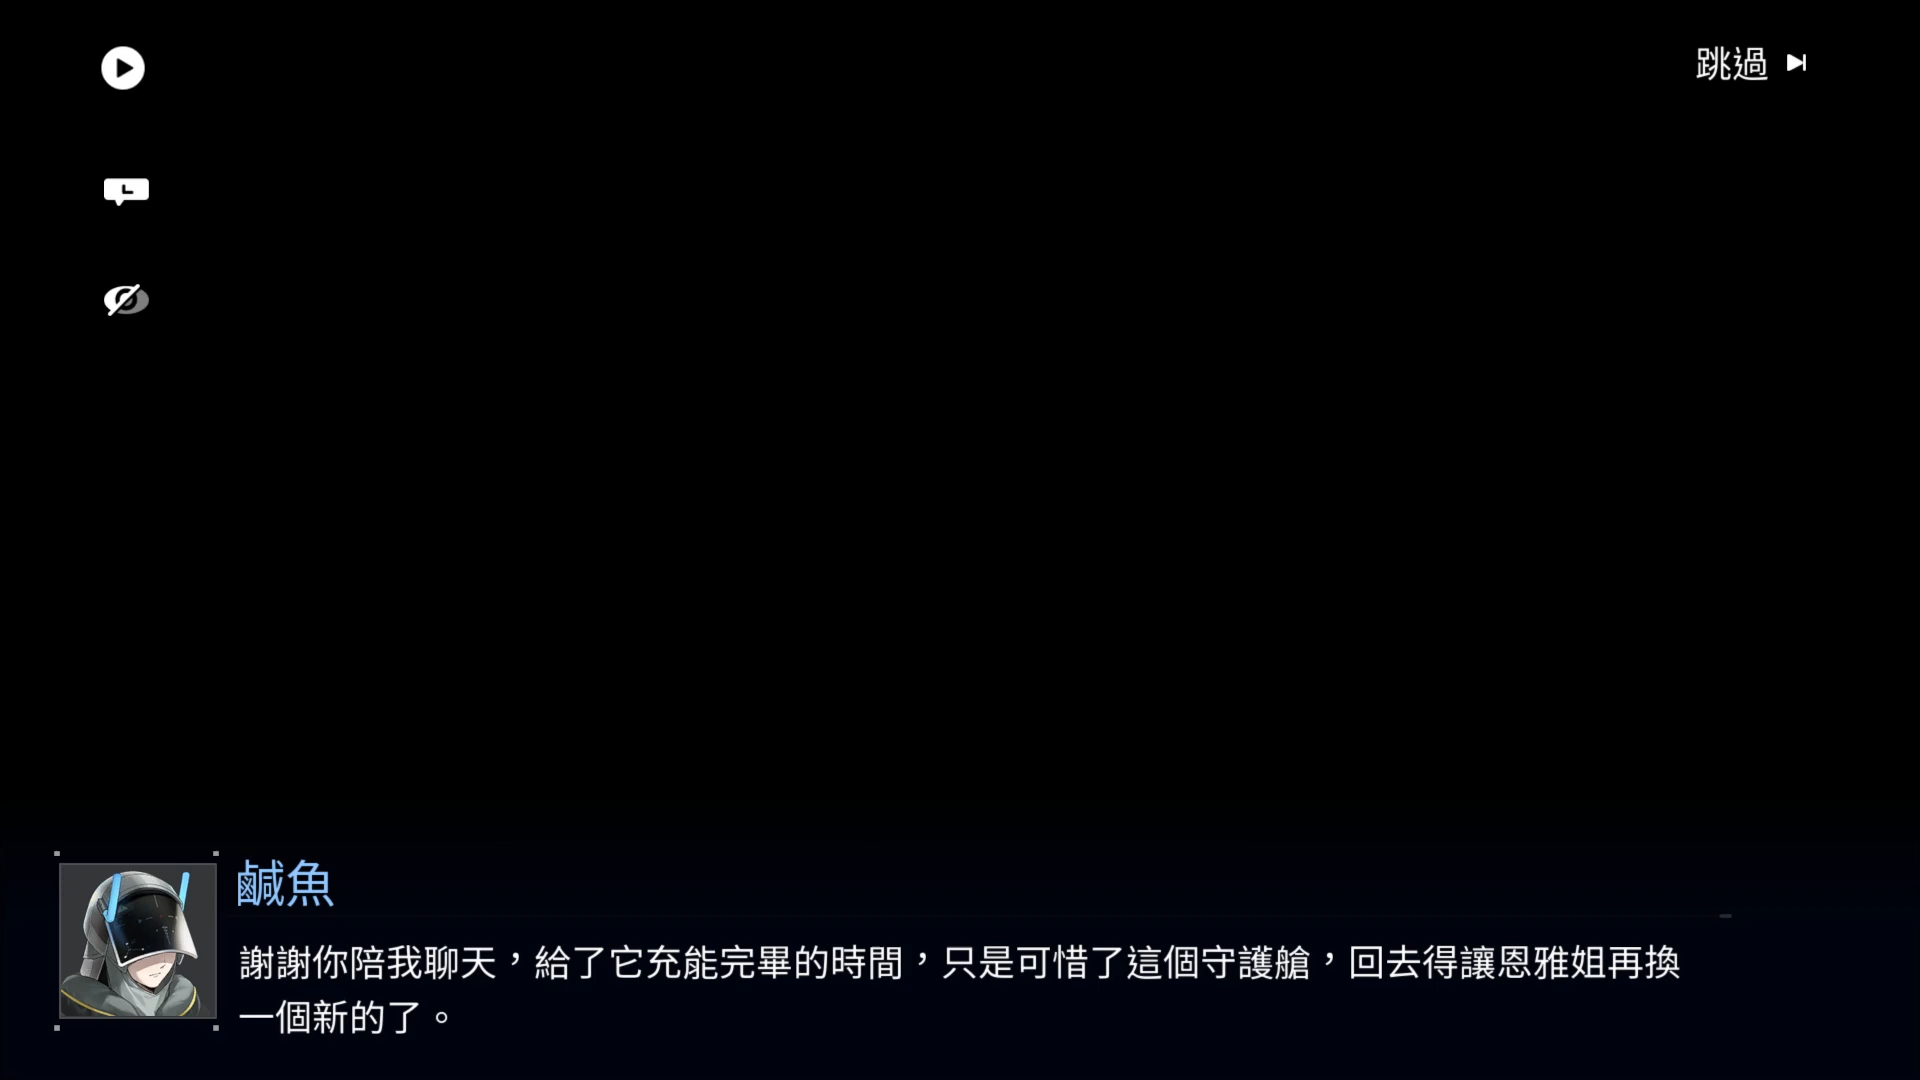 跳過
鹹魚
謝謝你陪我聊天，給了它充能完畢的時間，只是可惜了這個守護艙，回去得讓恩雅姐再換
一個新的了。